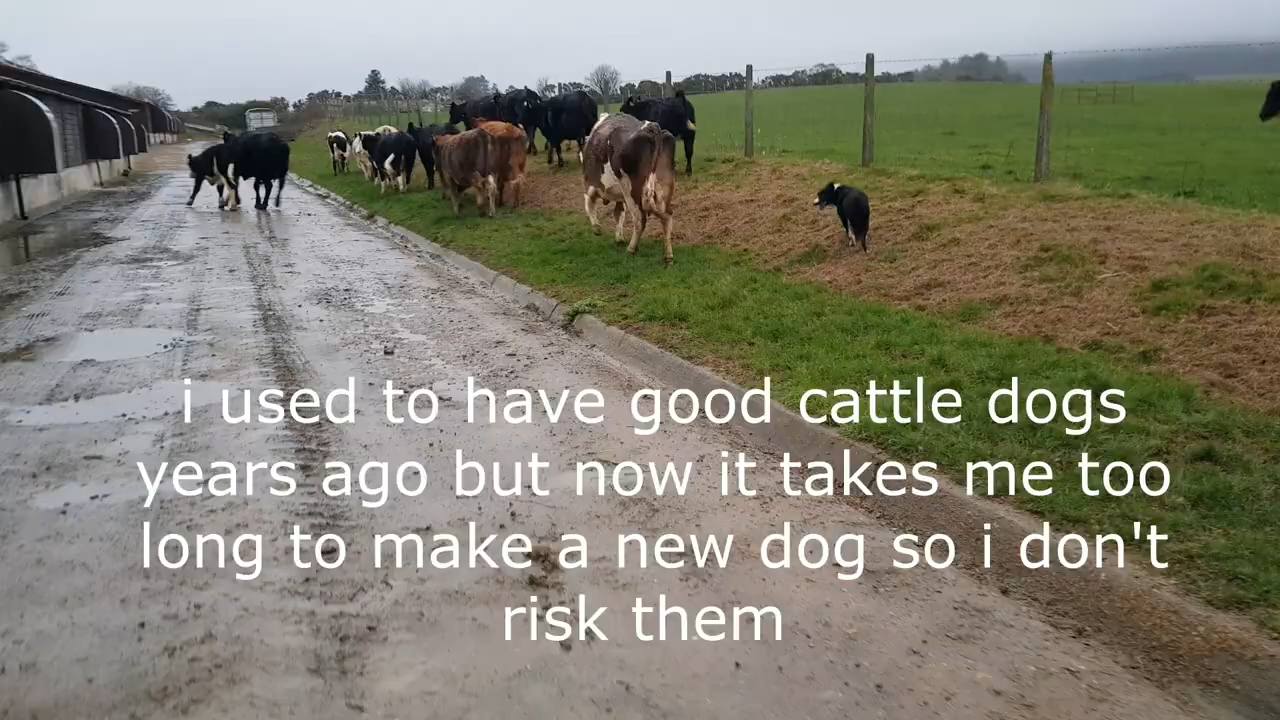 i used to have good cattle dogs
years ago but now it takes me too
long to make a new dog so i don't
risk them